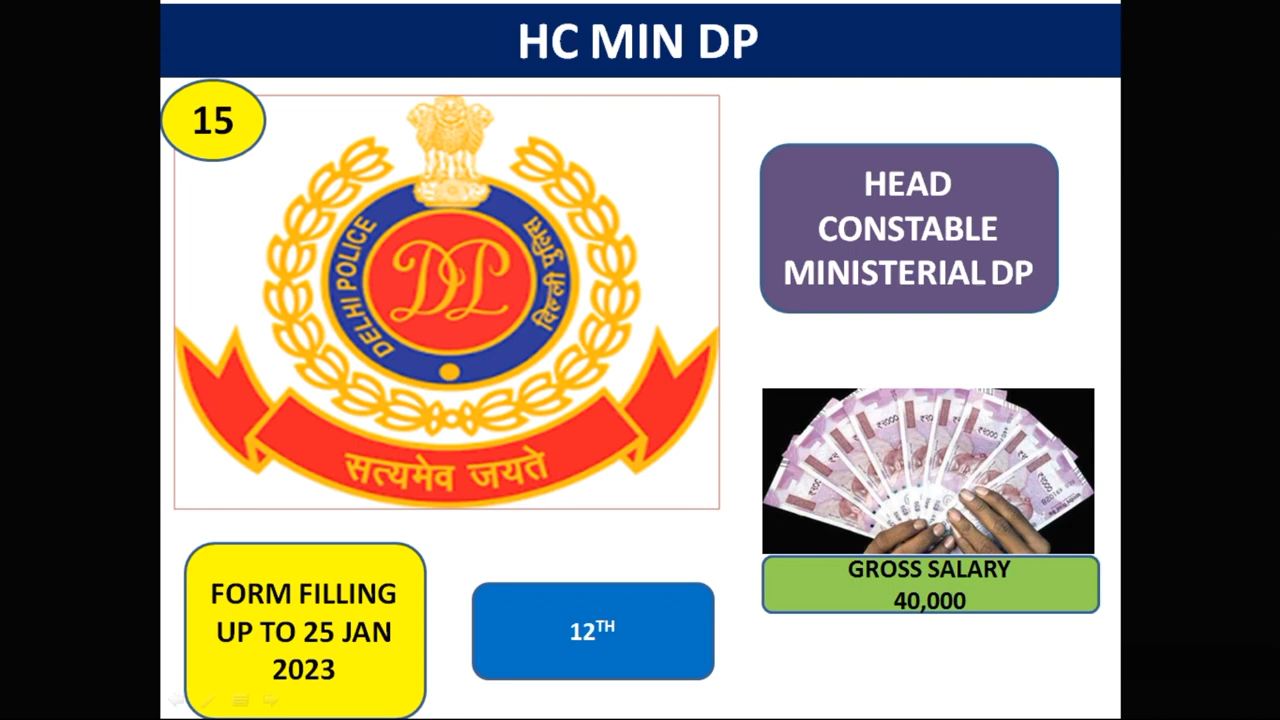 HC MIN DP
15
DELHI POLICE
दिल्ली पुलिस
DP
सत्यमेव जयते
HEAD
CONSTABLE
MINISTERIAL DP
GROSS SALARY
40,000
FORM FILLING
UP TO 25 JAN
2023
12TH